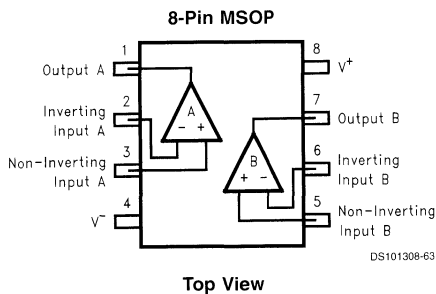 8-Pin MSOP
1
Output A
2
Inverting
Input A
3
Non-Inverting
Input A
4
V-
A
- +
B
+ -
8
V+
7
Output B
6
Inverting
Input B
5
Non-Inverting
Input B
DS101308-63
Top View